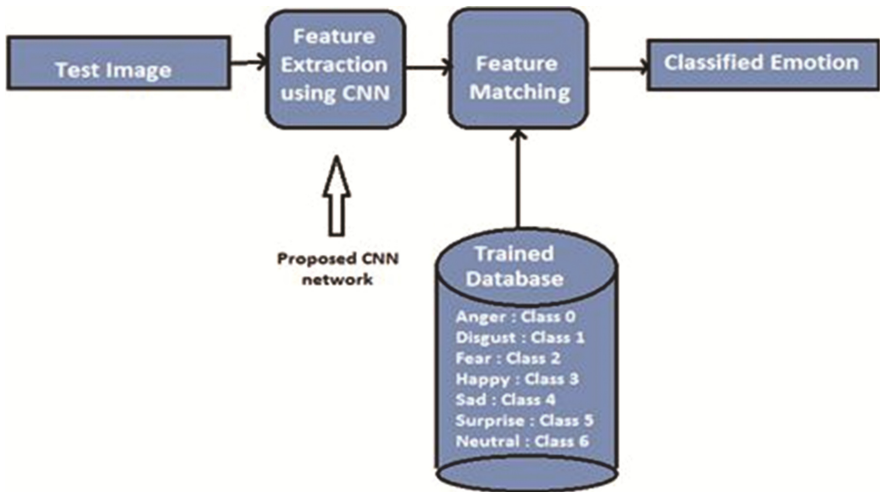 Test Image
Feature
Extraction
using CNN
Feature
Matching
Classified Emotion
Proposed CNN
network
Trained
Database
Anger : Class 0
Disgust : Class 1
Fear : Class 2
Happy : Class 3
Sad : Class 4
Surprise : Class 5
Neutral : Class 6